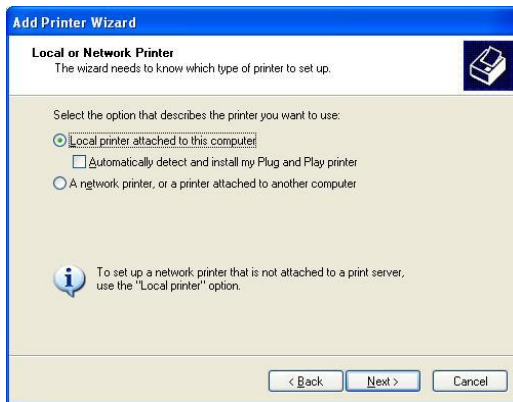 Add Printer Wizard
Local or Network Printer
The wizard needs to know which type of printer to set up.
Select the option that describes the printer you want to use:
Local printer attached to this computer
Automatically detect and install my Plug and Play printer
A network printer, or a printer attached to another computer
To set up a network printer that is not attached to a print server,
use the "Local printer" option.
< Back Next > Cancel